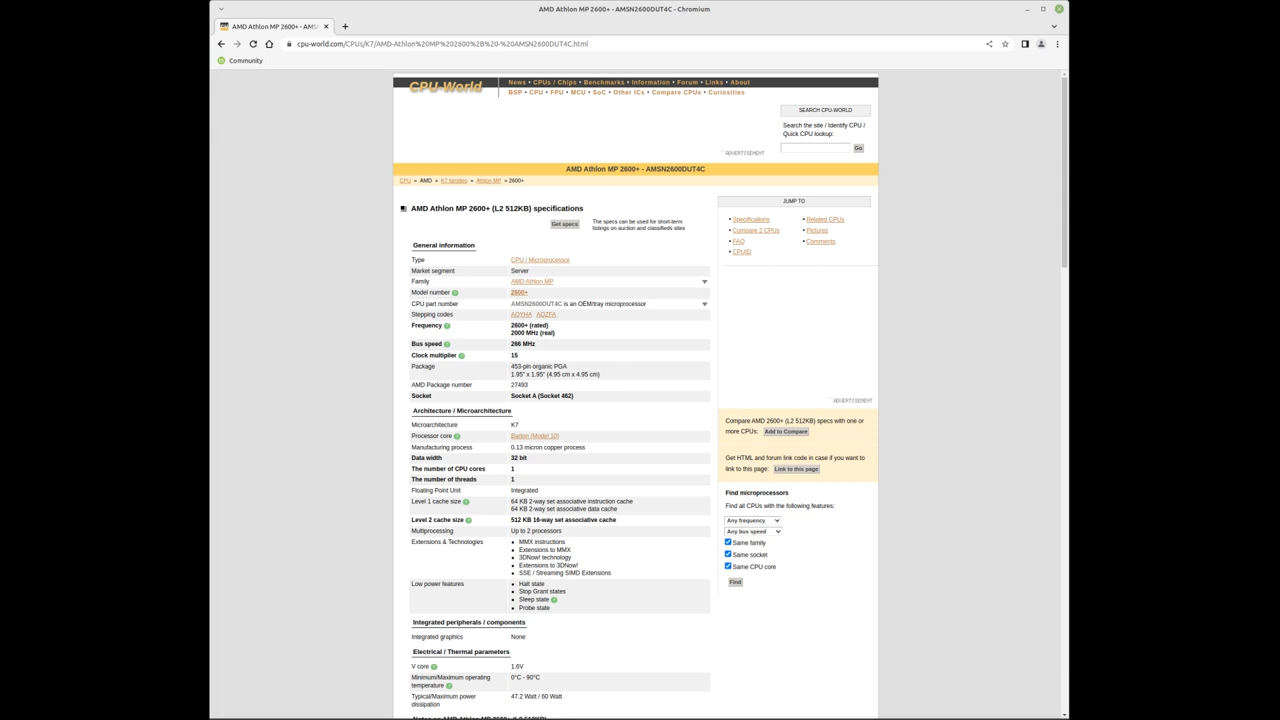 AMD Athlon MP 2600+ - AMSN2600DUT4C - Chromium
AMD Athlon MP 2600+ - AMSN
cpu-world.com/CPUs/K7/AMD-Athlon%20MP%202600%2B%20-%20AMSN2600DUT4C.html
Community
CPU-World
News • CPUs / Chips • Benchmarks • Information • Forum • Links • About
BSP • CPU • FPU • MCU • SoC • Other ICs • Compare CPUs • Curiosities
SEARCH CPU-WORLD
Search the site / Identify CPU /
Quick CPU lookup:
Go
ADVERTISEMENT
AMD Athlon MP 2600+ - AMSN2600DUT4C
CPU » AMD » K7 families » Athlon MP » 2600+
AMD Athlon MP 2600+ (L2 512KB) specifications
Get specs
The specs can be used for short-term
listings on auction and classifieds sites
General information
Type CPU / Microprocessor
Market segment Server
Family AMD Athlon MP
Model number ? 2600+
CPU part number AMSN2600DUT4C is an OEM/tray microprocessor
Stepping codes AQYHA AQZFA
Frequency ? 2600+ (rated)
2000 MHz (real)
Bus speed ? 266 MHz
Clock multiplier ? 15
Package 453-pin organic PGA
1.95" x 1.95" (4.95 cm x 4.95 cm)
AMD Package number 27493
Socket Socket A (Socket 462)
Architecture / Microarchitecture
Microarchitecture K7
Processor core ? Barton (Model 10)
Manufacturing process 0.13 micron copper process
Data width 32 bit
The number of CPU cores 1
The number of threads 1
Floating Point Unit Integrated
Level 1 cache size ? 64 KB 2-way set associative instruction cache
64 KB 2-way set associative data cache
Level 2 cache size ? 512 KB 16-way set associative cache
Multiprocessing Up to 2 processors
Extensions & Technologies
MMX instructions
Extensions to MMX
3DNow! technology
Extensions to 3DNow!
SSE / Streaming SIMD Extensions
Low power features
Halt state
Stop Grant states
Sleep state ?
Probe state
Integrated peripherals / components
Integrated graphics None
Electrical / Thermal parameters
V core ? 1.6V
Minimum/Maximum operating
temperature ? 0°C - 90°C
Typical/Maximum power
dissipation 47.2 Watt / 60 Watt
Notes on AMD Athlon MP 2600+ (L2 512KB)
JUMP TO
• Specifications
• Compare 2 CPUs
• FAQ
• CPUID
• Related CPUs
• Pictures
• Comments
ADVERTISEMENT
Compare AMD 2600+ (L2 512KB) specs with one or
more CPUs: Add to Compare
Get HTML and forum link code in case if you want to
link to this page: Link to this page
Find microprocessors
Find all CPUs with the following features:
Any frequency
Any bus speed
Same family
Same socket
Same CPU core
Find